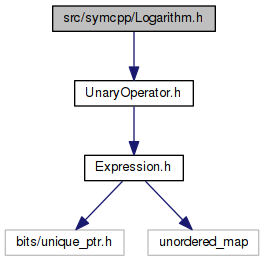 src/symcpp/Logarithm.h
UnaryOperator.h
Expression.h
bits/unique_ptr.h
unordered_map